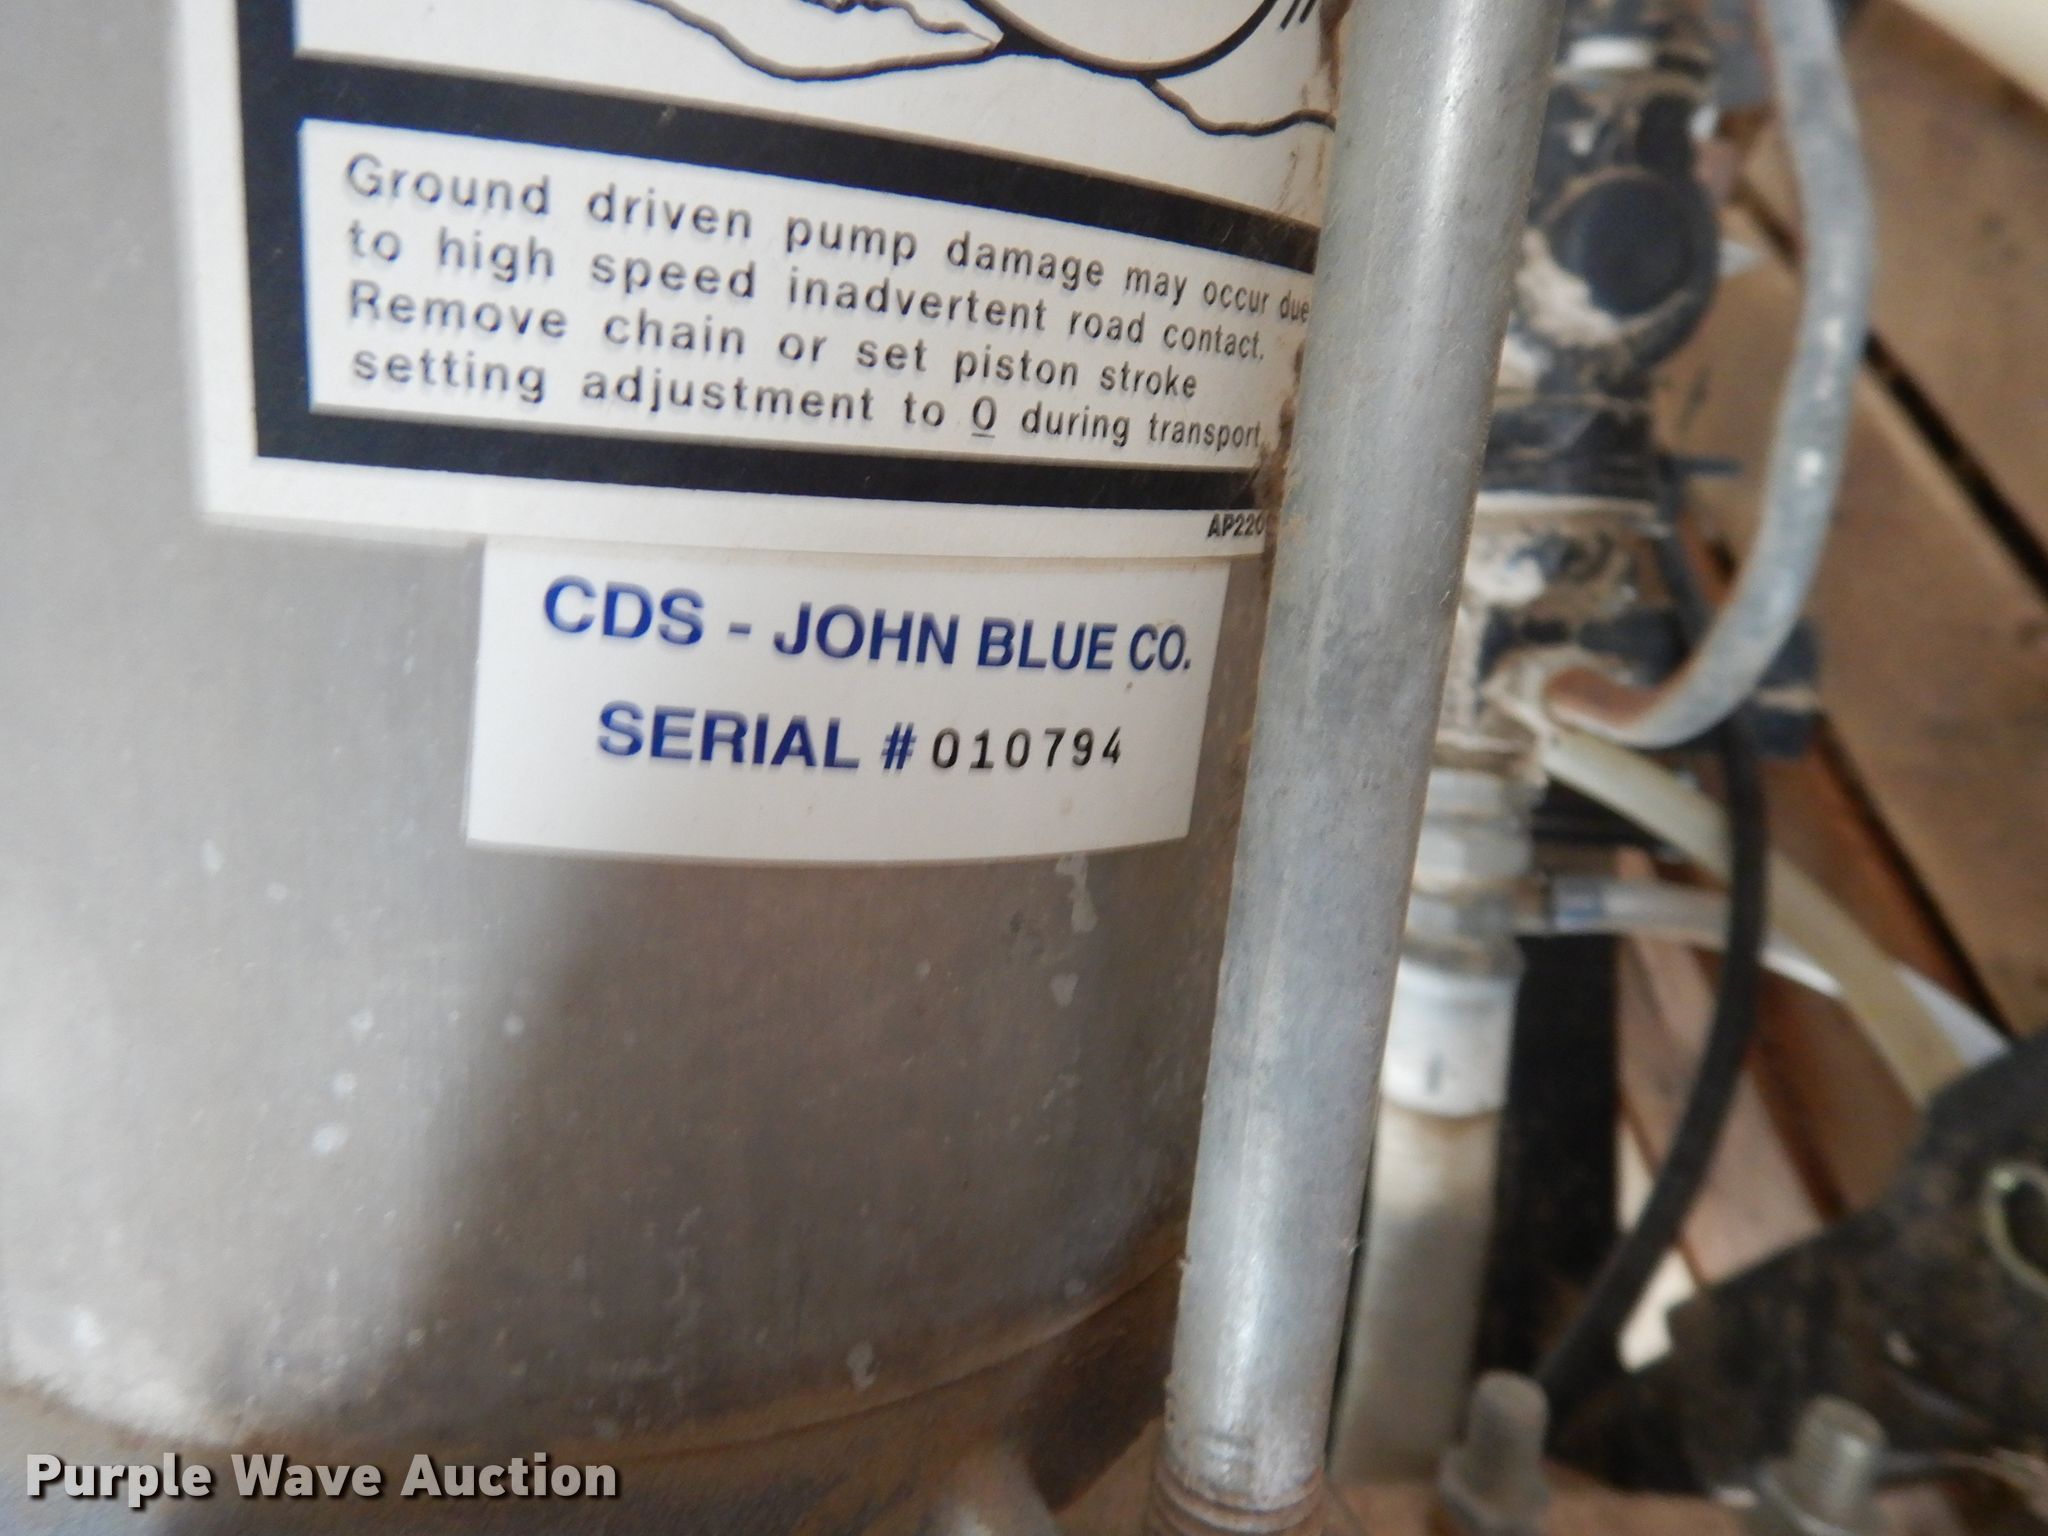 Ground driven pump damage may occur due
to high speed inadvertent road contact.
Remove chain or set piston stroke
setting adjustment to 0 during transport.
AP220
CDS - JOHN BLUE CO.
SERIAL # 010794
Purple Wave Auction